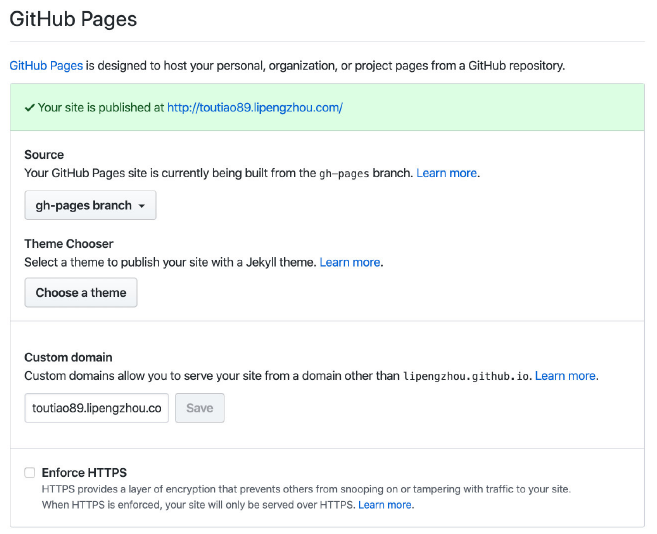 GitHub Pages
GitHub Pages is designed to host your personal, organization, or project pages from a GitHub repository.
✓ Your site is published at http://toutiao89.lipengzhou.com/
Source
Your GitHub Pages site is currently being built from the gh-pages branch. Learn more.
gh-pages branch
Theme Chooser
Select a theme to publish your site with a Jekyll theme. Learn more.
Choose a theme
Custom domain
Custom domains allow you to serve your site from a domain other than lipengzhou.github.io. Learn more.
toutiao89.lipengzhou.co Save
Enforce HTTPS
HTTPS provides a layer of encryption that prevents others from snooping on or tampering with traffic to your site.
When HTTPS is enforced, your site will only be served over HTTPS. Learn more.